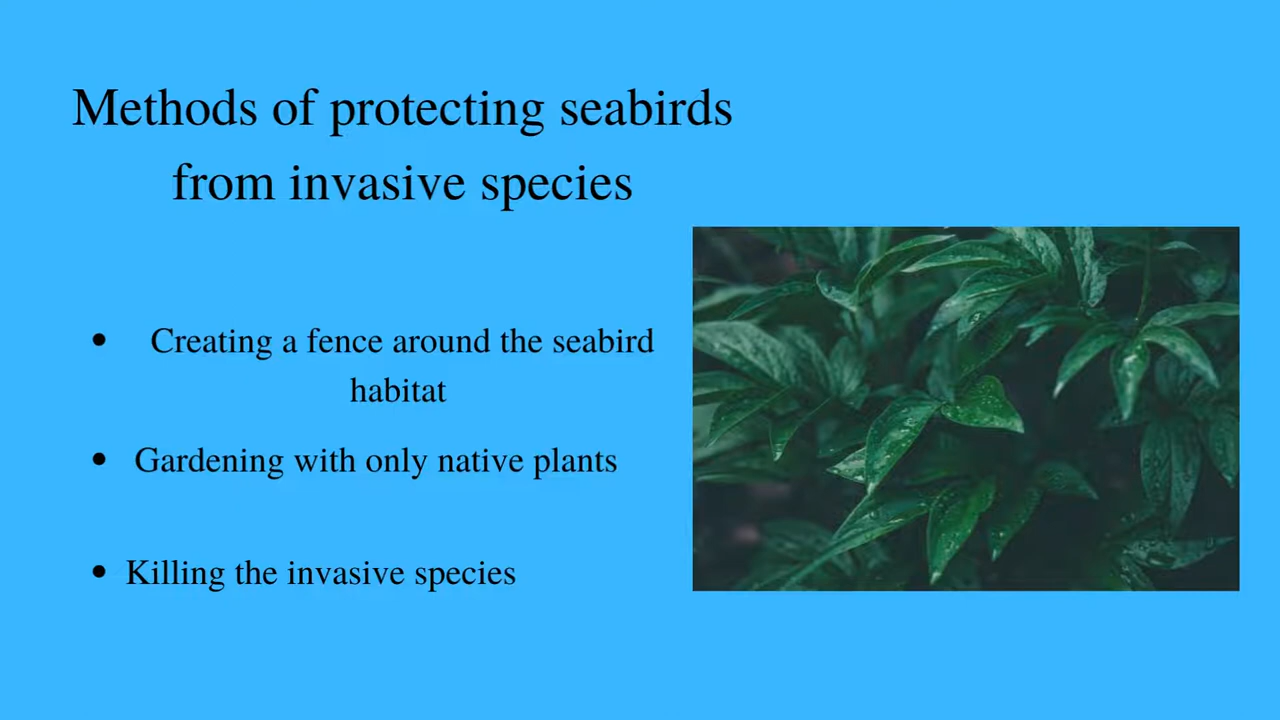 Methods of protecting seabirds
from invasive species
• Creating a fence around the seabird
habitat
• Gardening with only native plants
• Killing the invasive species